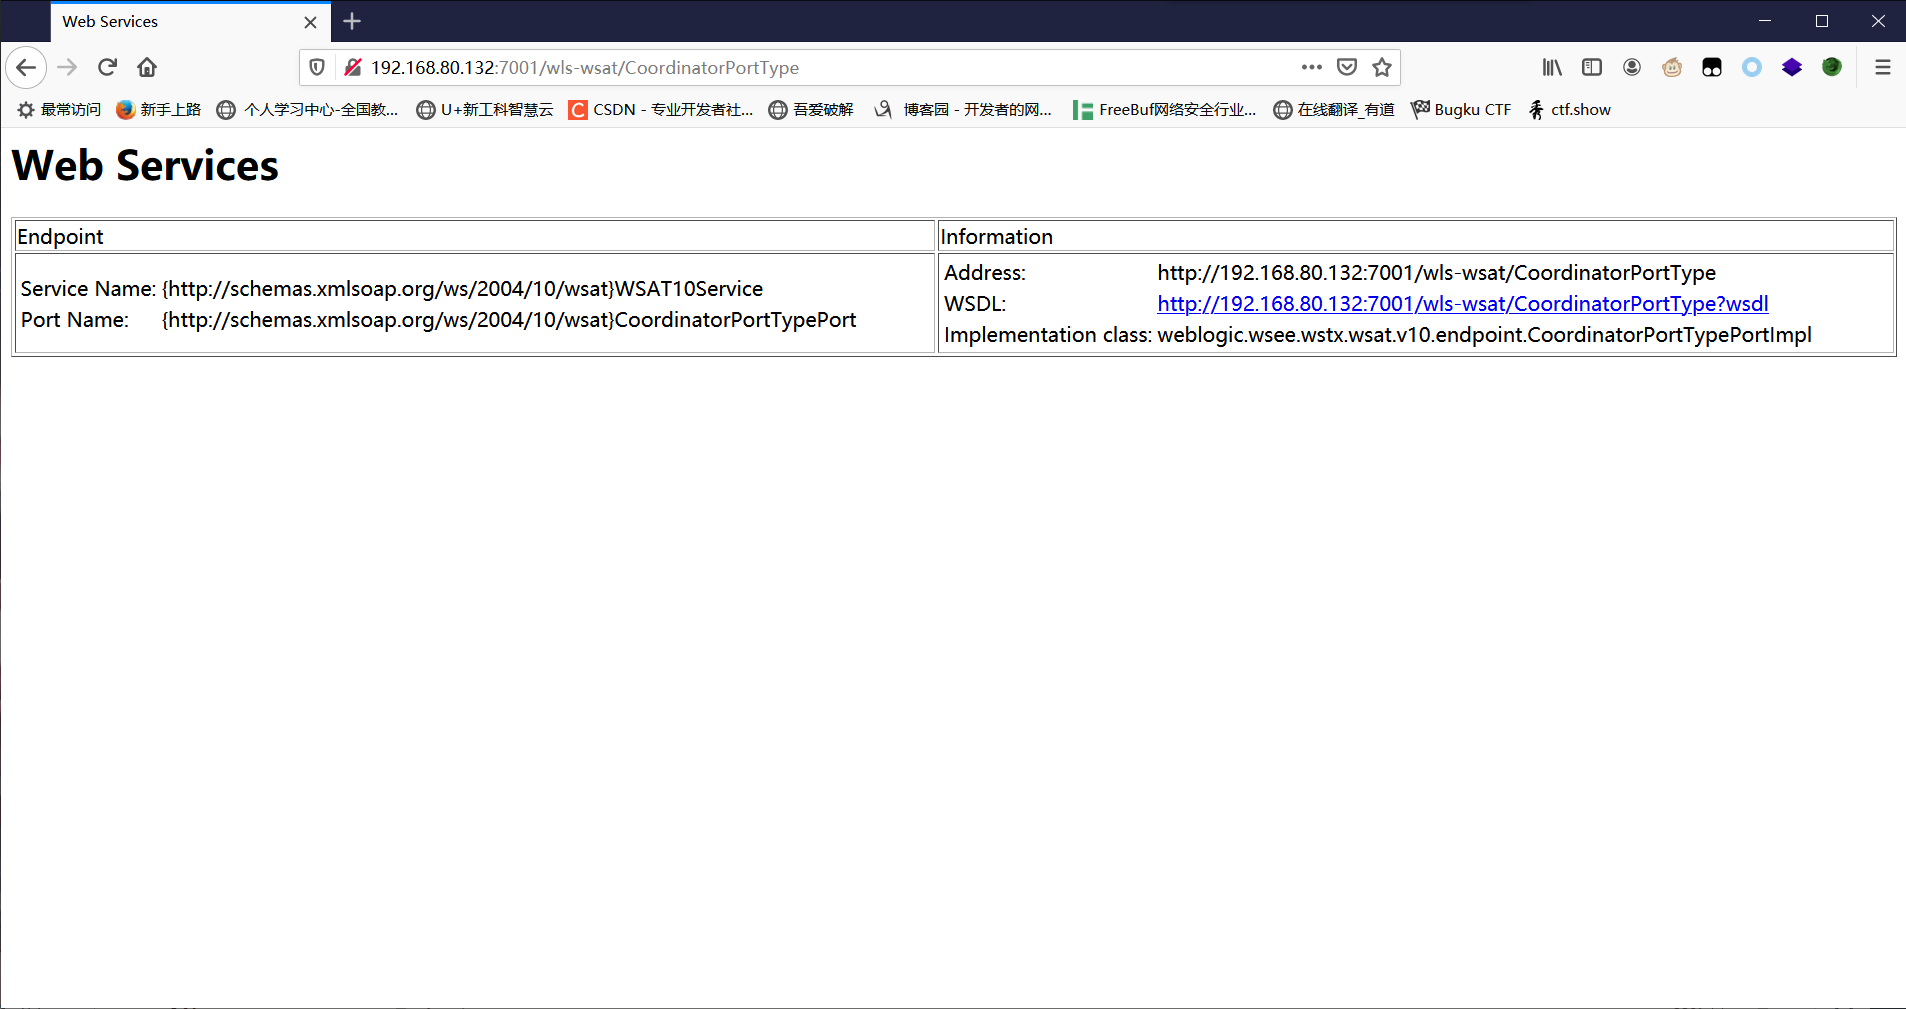 Web Services
192.168.80.132:7001/wls-wsat/CoordinatorPortType
最常访问 新手上路 个人学习中心-全国教... U+新工科智慧云 CSDN - 专业开发者社... 吾爱破解 博客园 - 开发者的网... FreeBuf网络安全行业... 在线翻译_有道 Bugku CTF ctf.show
Web Services
Endpoint Information
Service Name: {http://schemas.xmlsoap.org/ws/2004/10/wsat}WSAT10Service
Port Name: {http://schemas.xmlsoap.org/ws/2004/10/wsat}CoordinatorPortTypePort
Address: http://192.168.80.132:7001/wls-wsat/CoordinatorPortType
WSDL: http://192.168.80.132:7001/wls-wsat/CoordinatorPortType?wsdl
Implementation class: weblogic.wsee.wstx.wsat.v10.endpoint.CoordinatorPortTypePortImpl